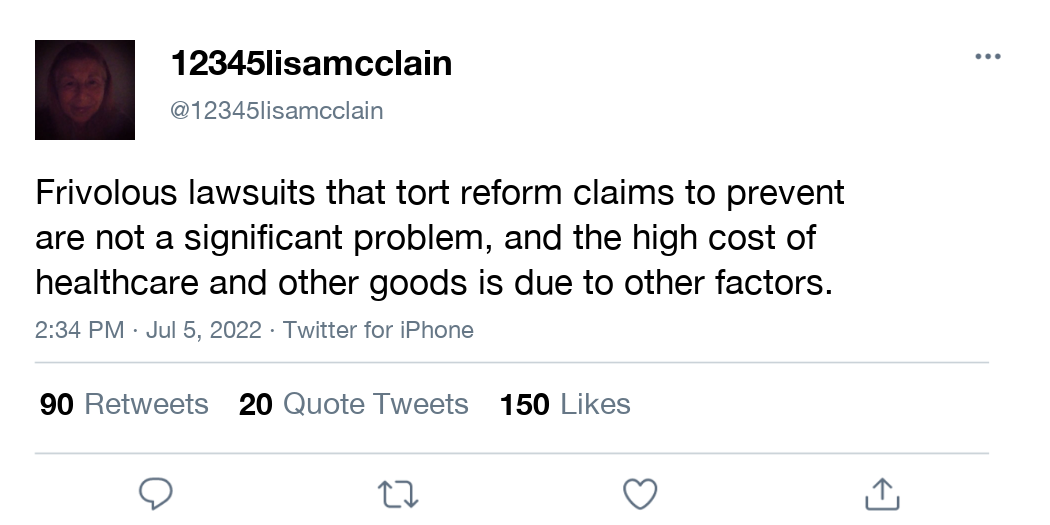 12345lisamcclain
@12345lisamcclain
Frivolous lawsuits that tort reform claims to prevent
are not a significant problem, and the high cost of
healthcare and other goods is due to other factors.
2:34 PM · Jul 5, 2022 · Twitter for iPhone
90 Retweets 20 Quote Tweets 150 Likes